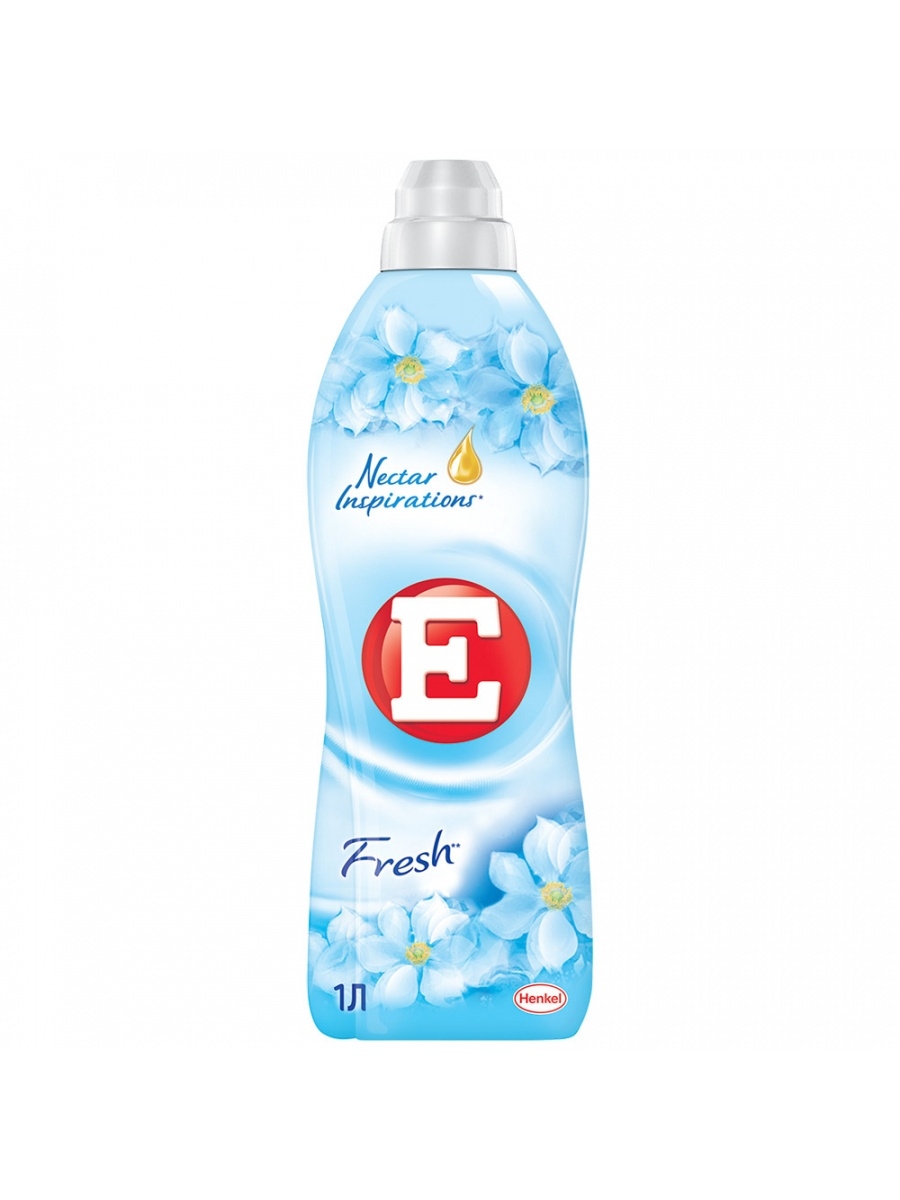 Nectar
Inspirations*
E
Fresh**
1Л
Henkel